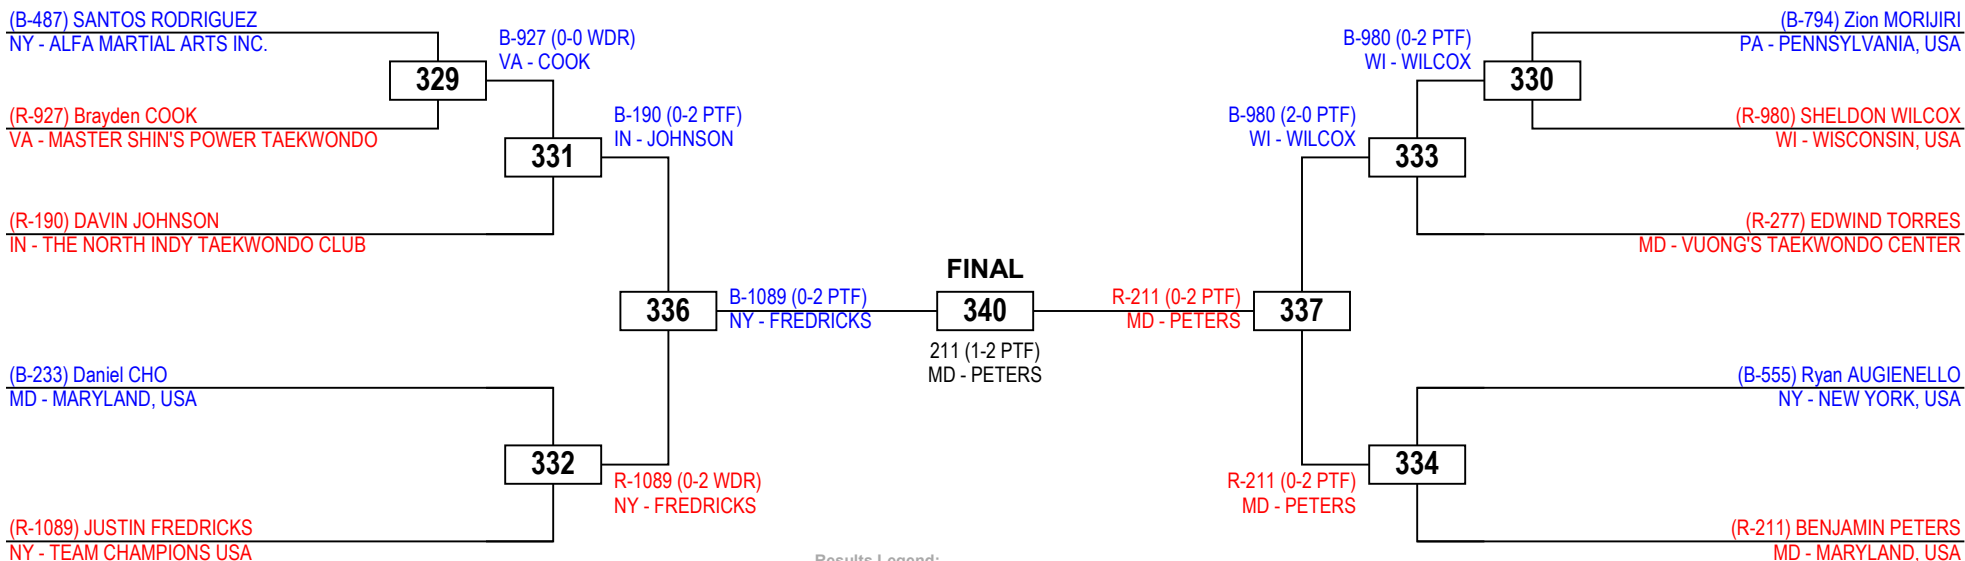 (B-487) SANTOS RODRIGUEZ
NY - ALFA MARTIAL ARTS INC.
329
(R-927) Brayden COOK
VA - MASTER SHIN'S POWER TAEKWONDO
B-927 (0-0 WDR)
VA - COOK
331
(R-190) DAVIN JOHNSON
IN - THE NORTH INDY TAEKWONDO CLUB
B-190 (0-2 PTF)
IN - JOHNSON
336
(B-233) Daniel CHO
MD - MARYLAND, USA
332
(R-1089) JUSTIN FREDRICKS
NY - TEAM CHAMPIONS USA
R-1089 (0-2 WDR)
NY - FREDRICKS
B-1089 (0-2 PTF)
NY - FREDRICKS
FINAL
340
211 (1-2 PTF)
MD - PETERS
R-211 (0-2 PTF)
MD - PETERS
337
B-980 (2-0 PTF)
WI - WILCOX
333
B-980 (0-2 PTF)
WI - WILCOX
330
(B-794) Zion MORIJIRI
PA - PENNSYLVANIA, USA
(R-980) SHELDON WILCOX
WI - WISCONSIN, USA
(R-277) EDWIND TORRES
MD - VUONG'S TAEKWONDO CENTER
R-211 (0-2 PTF)
MD - PETERS
334
(B-555) Ryan AUGIENELLO
NY - NEW YORK, USA
(R-211) BENJAMIN PETERS
MD - MARYLAND, USA
Results Legend: